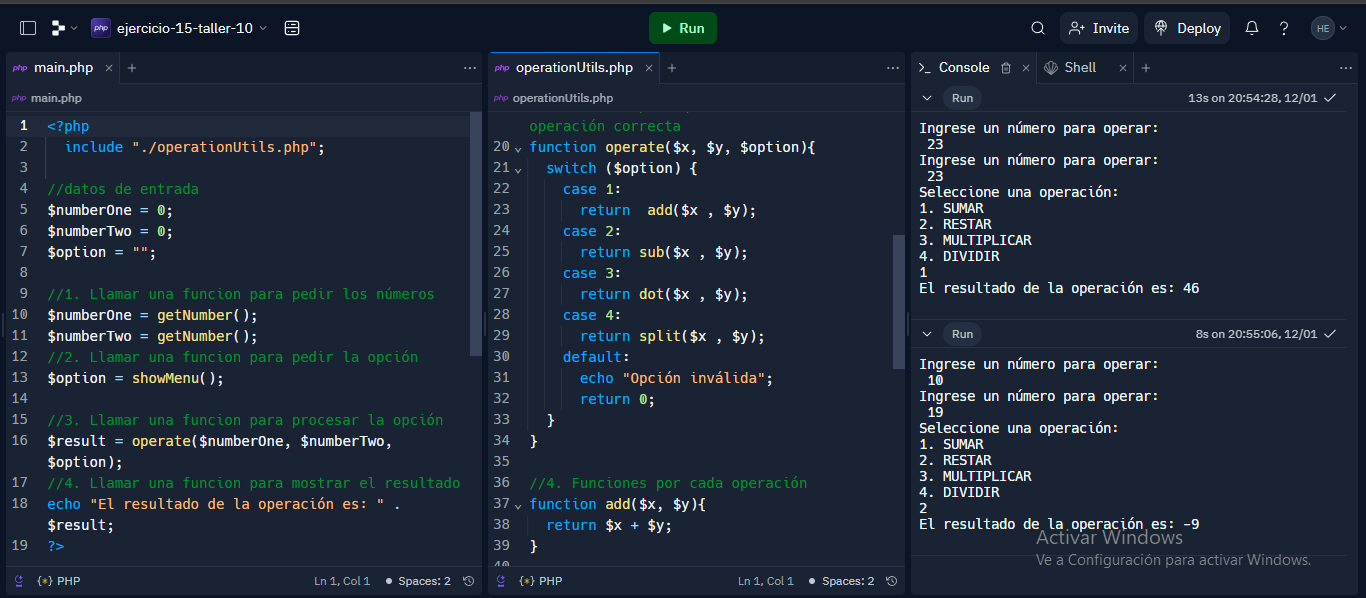 php ejercicio-15-taller-10
Run
Invite
Deploy
?
HE
php main.php × +
php main.php
1 <?php
2 include "./operationUtils.php";
3
4 //datos de entrada
5 $numberOne = 0;
6 $numberTwo = 0;
7 $option = "";
8
9 //1. Llamar una funcion para pedir los números
10 $numberOne = getNumber();
11 $numberTwo = getNumber();
12 //2. Llamar una funcion para pedir la opción
13 $option = showMenu();
14
15 //3. Llamar una funcion para procesar la opción
16 $result = operate($numberOne, $numberTwo,
$option);
17 //4. Llamar una funcion para mostrar el resultado
18 echo "El resultado de la operación es: " .
$result;
19 ?>
{*} PHP
Ln 1, Col 1 • Spaces: 2
php operationUtils.php × +
php operationUtils.php
operación correcta
20 function operate($x, $y, $option){
21 switch ($option) {
22 case 1:
23 return  add($x , $y);
24 case 2:
25 return sub($x , $y);
26 case 3:
27 return dot($x , $y);
28 case 4:
29 return split($x , $y);
30 default:
31 echo "Opción inválida";
32 return 0;
33 }
34 }
35
36 //4. Funciones por cada operación
37 function add($x, $y){
38 return $x + $y;
39 }
40
{*} PHP
Ln 1, Col 1 • Spaces: 2
>_ Console × Shell × +
Run 13s on 20:54:28, 12/01
Ingrese un número para operar:
23
Ingrese un número para operar:
23
Seleccione una operación:
1. SUMAR
2. RESTAR
3. MULTIPLICAR
4. DIVIDIR
1
El resultado de la operación es: 46
Run 8s on 20:55:06, 12/01
Ingrese un número para operar:
10
Ingrese un número para operar:
19
Seleccione una operación:
1. SUMAR
2. RESTAR
3. MULTIPLICAR
4. DIVIDIR
2
El resultado de la operación es: -9
Activar Windows
Ve a Configuración para activar Windows.